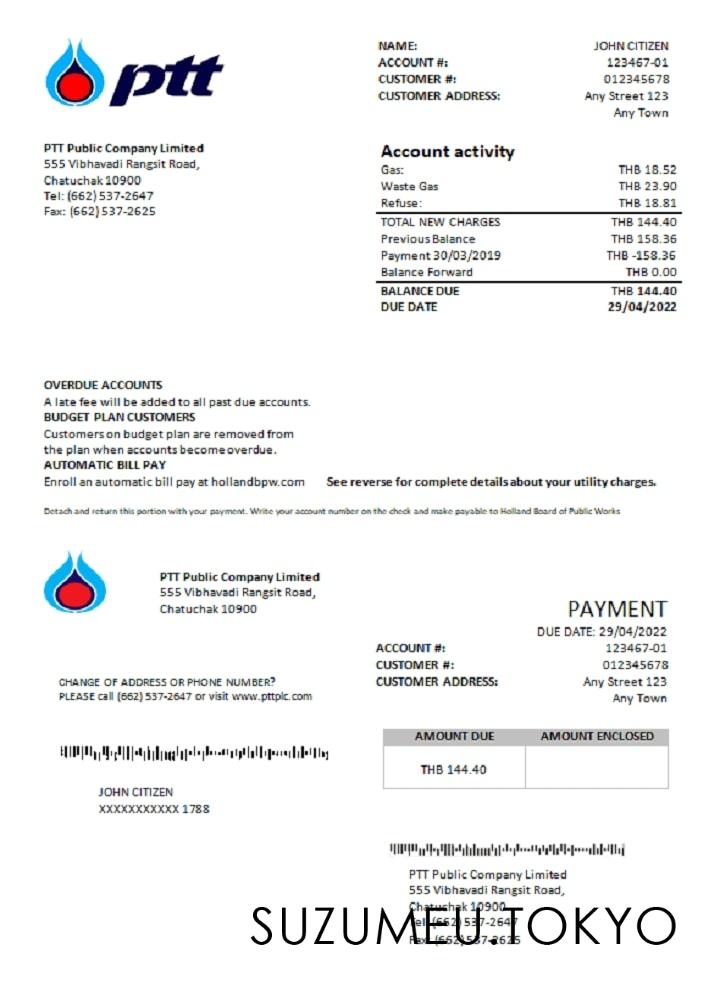 ptt
NAME: JOHN CITIZEN
ACCOUNT #: 123467-01
CUSTOMER #: 012345678
CUSTOMER ADDRESS: Any Street 123
Any Town
PTT Public Company Limited
555 Vibhavadi Rangsit Road,
Chatuchak 10900
Tel: (662) 537-2647
Fax: (662) 537-2625
Account activity
Gas: THB 18.52
Waste Gas THB 23.90
Refuse: THB 18.81
TOTAL NEW CHARGES THB 144.40
Previous Balance THB 158.36
Payment 30/03/2019 THB -158.36
Balance Forward THB 0.00
BALANCE DUE THB 144.40
DUE DATE 29/04/2022
OVERDUE ACCOUNTS
A late fee will be added to all past due accounts.
BUDGET PLAN CUSTOMERS
Customers on budget plan are removed from
the plan when accounts become overdue.
AUTOMATIC BILL PAY
Enroll an automatic bill pay at hollandbpw.com See reverse for complete details about your utility charges.
Detach and return this portion with your payment. Write your account number on the check and make payable to Holland Board of Public Works
PTT Public Company Limited
555 Vibhavadi Rangsit Road,
Chatuchak 10900
PAYMENT
DUE DATE: 29/04/2022
ACCOUNT #: 123467-01
CUSTOMER #: 012345678
CUSTOMER ADDRESS: Any Street 123
Any Town
CHANGE OF ADDRESS OR PHONE NUMBER?
PLEASE call (662) 537-2647 or visit www.pttplc.com
AMOUNT DUE AMOUNT ENCLOSED
THB 144.40
JOHN CITIZEN
XXXXXXXXXXX 1788
PTT Public Company Limited
555 Vibhavadi Rangsit Road,
Chatuchak 10900
Tel: (662) 537-2647
Fax: (662) 537-2625
SUZUMEU.TOKYO